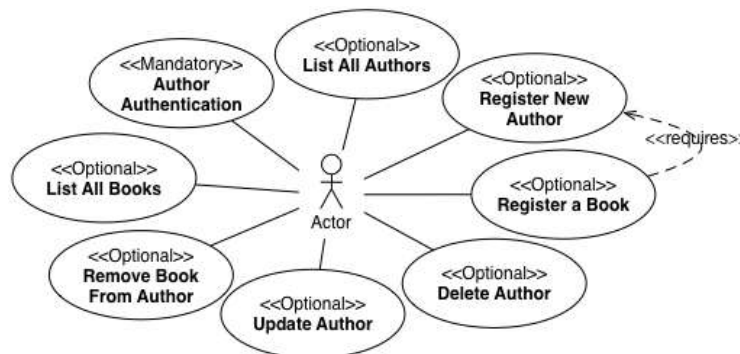 <<Optional>>
List All Authors
<<Mandatory>>
Author
Authentication
<<Optional>>
Register New
Author
<<requires>>
<<Optional>>
List All Books
<<Optional>>
Register a Book
Actor
<<Optional>>
Remove Book
From Author
<<Optional>>
Update Author
<<Optional>>
Delete Author